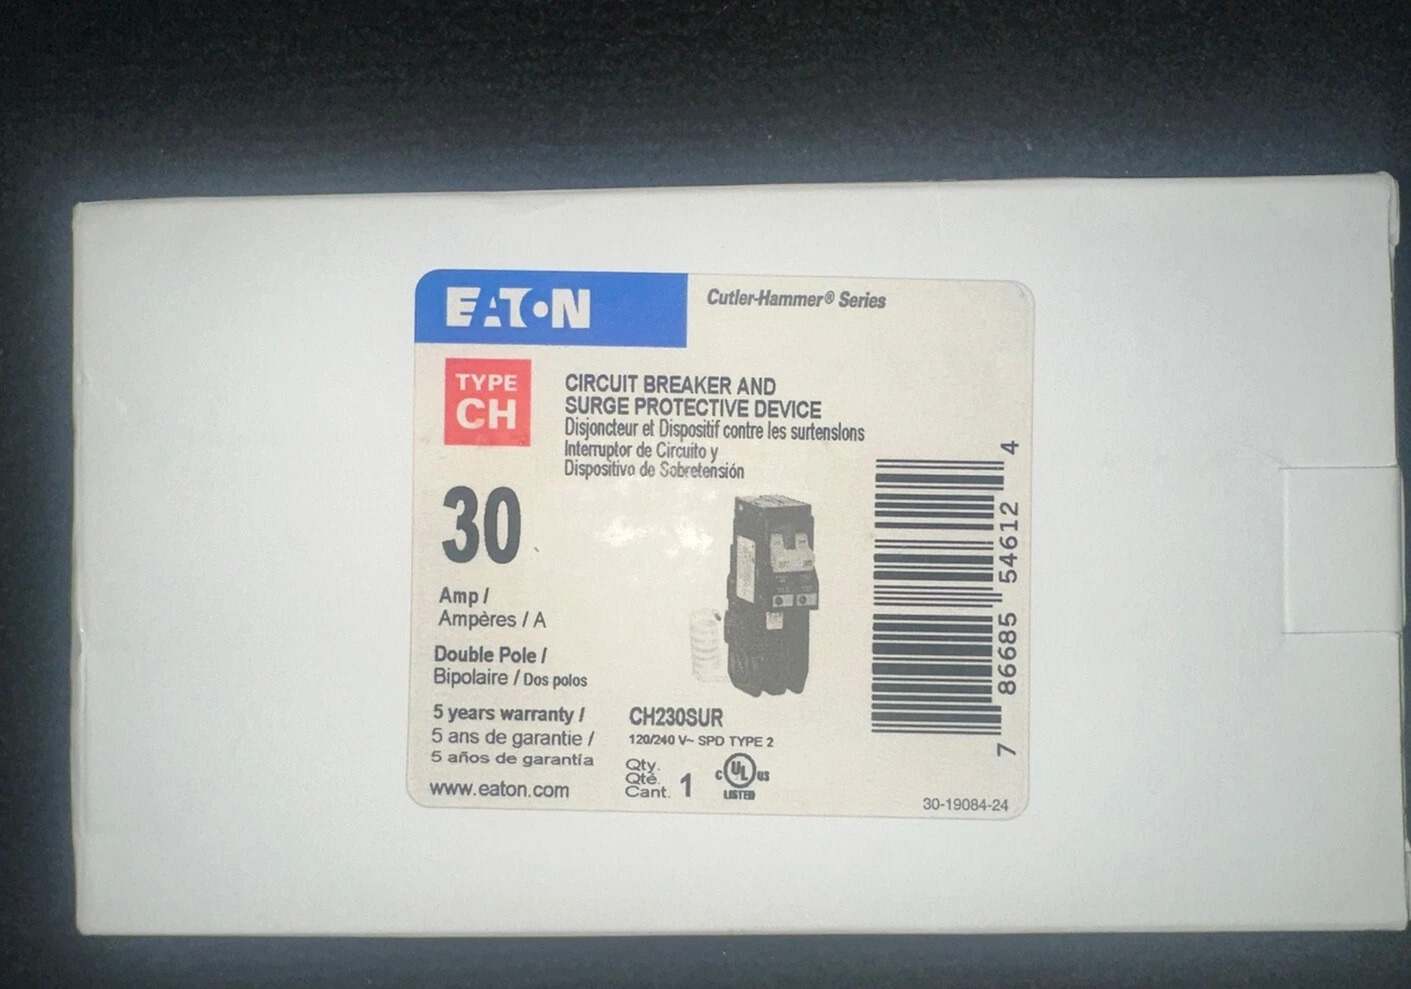 EATON
Cutler-Hammer® Series
TYPE
CH
CIRCUIT BREAKER AND
SURGE PROTECTIVE DEVICE
Disjoncteur et Dispositif contre les surtensions
Interruptor de Circuito y
Dispositivo de Sobretensión
30
Amp /
Ampères / A
Double Pole /
Bipolaire / Dos polos
5 years warranty /
5 ans de garantie /
5 años de garantía
www.eaton.com
CH230SUR
120/240 V~ SPD TYPE 2
Qty.
Qté.
Cant. 1
c UL us
LISTED
7 86685 54612 4
30-19084-24